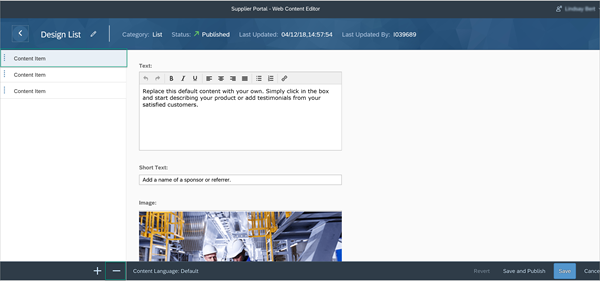 Supplier Portal - Web Content Editor
Lindsay Bert
Design List Category: List Status: Published Last Updated: 04/12/18,14:57:54 Last Updated By: I039689
Content Item
Content Item
Content Item
Text:
B I U
Replace this default content with your own. Simply click in the box
and start describing your product or add testimonials from your
satisfied customers.
Short Text:
Add a name of a sponsor or referrer.
Image:
Content Language: Default Revert Save and Publish Save Cance